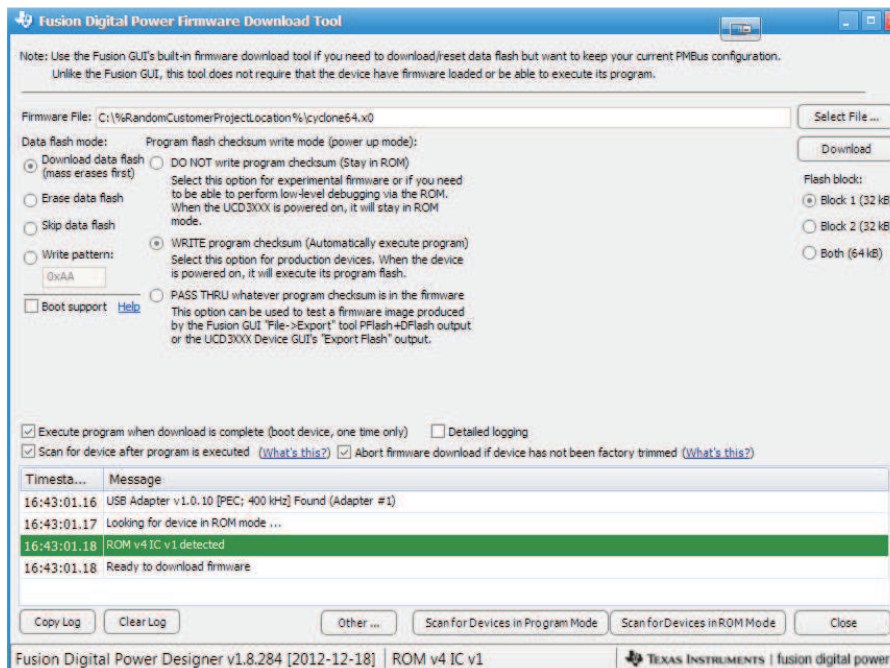 Fusion Digital Power Firmware Download Tool
Note: Use the Fusion GUI's built-in firmware download tool if you need to download/reset data flash but want to keep your current PMBus configuration.
Unlike the Fusion GUI, this tool does not require that the device have firmware loaded or be able to execute its program.
Firmware File: C:\%RandomCustomerProjectLocation%\cyclone64.x0
Select File ...
Download
Data flash mode:
Download data flash
(mass erases first)
Erase data flash
Skip data flash
Write pattern:
0xAA
Boot support Help
Program flash checksum write mode (power up mode):
DO NOT write program checksum (Stay in ROM)
Select this option for experimental firmware or if you need
to be able to perform low-level debugging via the ROM.
When the UCD3XXX is powered on, it will stay in ROM
mode.
WRITE program checksum (Automatically execute program)
Select this option for production devices. When the device
is powered on, it will execute its program flash.
PASS THRU whatever program checksum is in the firmware
This option can be used to test a firmware image produced
by the Fusion GUI "File->Export" tool PFlash+DFlash output
or the UCD3XXX Device GUI's "Export Flash" output.
Flash block:
Block 1 (32 kB
Block 2 (32 kB
Both (64 kB)
Execute program when download is complete (boot device, one time only) Detailed logging
Scan for device after program is executed (What's this?) Abort firmware download if device has not been factory trimmed (What's this?)
Timesta... Message
16:43:01.16 USB Adapter v1.0.10 [PEC; 400 kHz] Found (Adapter #1)
16:43:01.17 Looking for device in ROM mode ...
16:43:01.18 ROM v4 IC v1 detected
16:43:01.18 Ready to download firmware
Copy Log Clear Log Other ... Scan for Devices in Program Mode Scan for Devices in ROM Mode Close
Fusion Digital Power Designer v1.8.284 [2012-12-18] ROM v4 IC v1 TEXAS INSTRUMENTS | fusion digital power